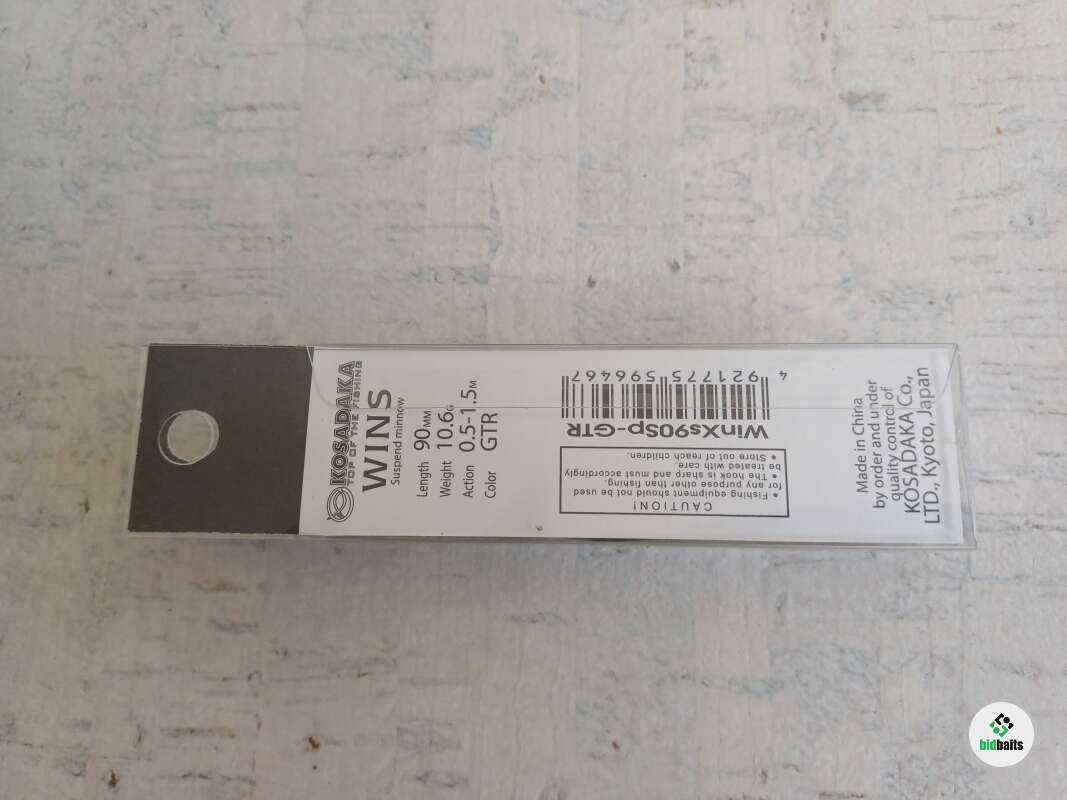 KOSADAKA
TOP OF THE FISHING
WINS
Suspend minnow
Length 90MM
Weight 10.6G
Action 0.5-1.5M
Color GTR
4 921775 596467
WinXs90Sp-GTR
CAUTION!
• Fishing equipment should not be used
for any purpose other than fishing.
• The hook is sharp and must accordingly
be treated with care.
• Store out of reach children.
Made in China
by order and under
quality control of
KOSADAKA Co.,
LTD., Kyoto, Japan
bidbaits